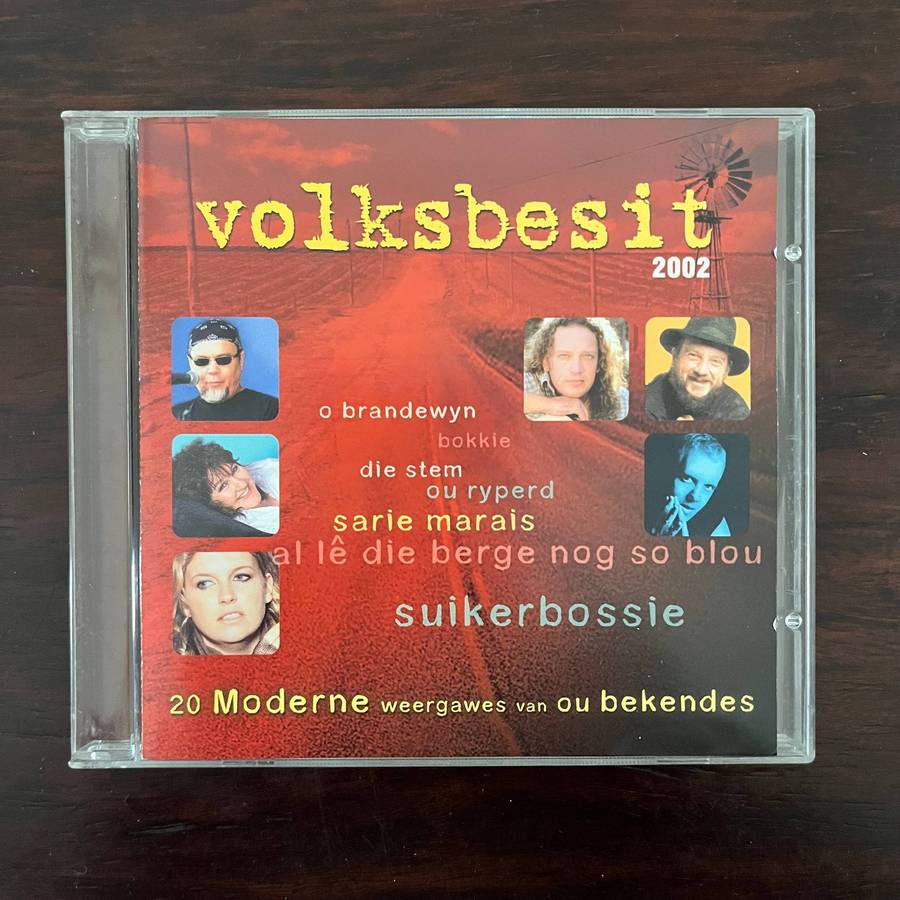 volksbesit
2002
o brandewyn
bokkie
die stem
ou ryperd
sarie marais
al lê die berge nog so blou
suikerbossie
20 Moderne weergawes van ou bekendes